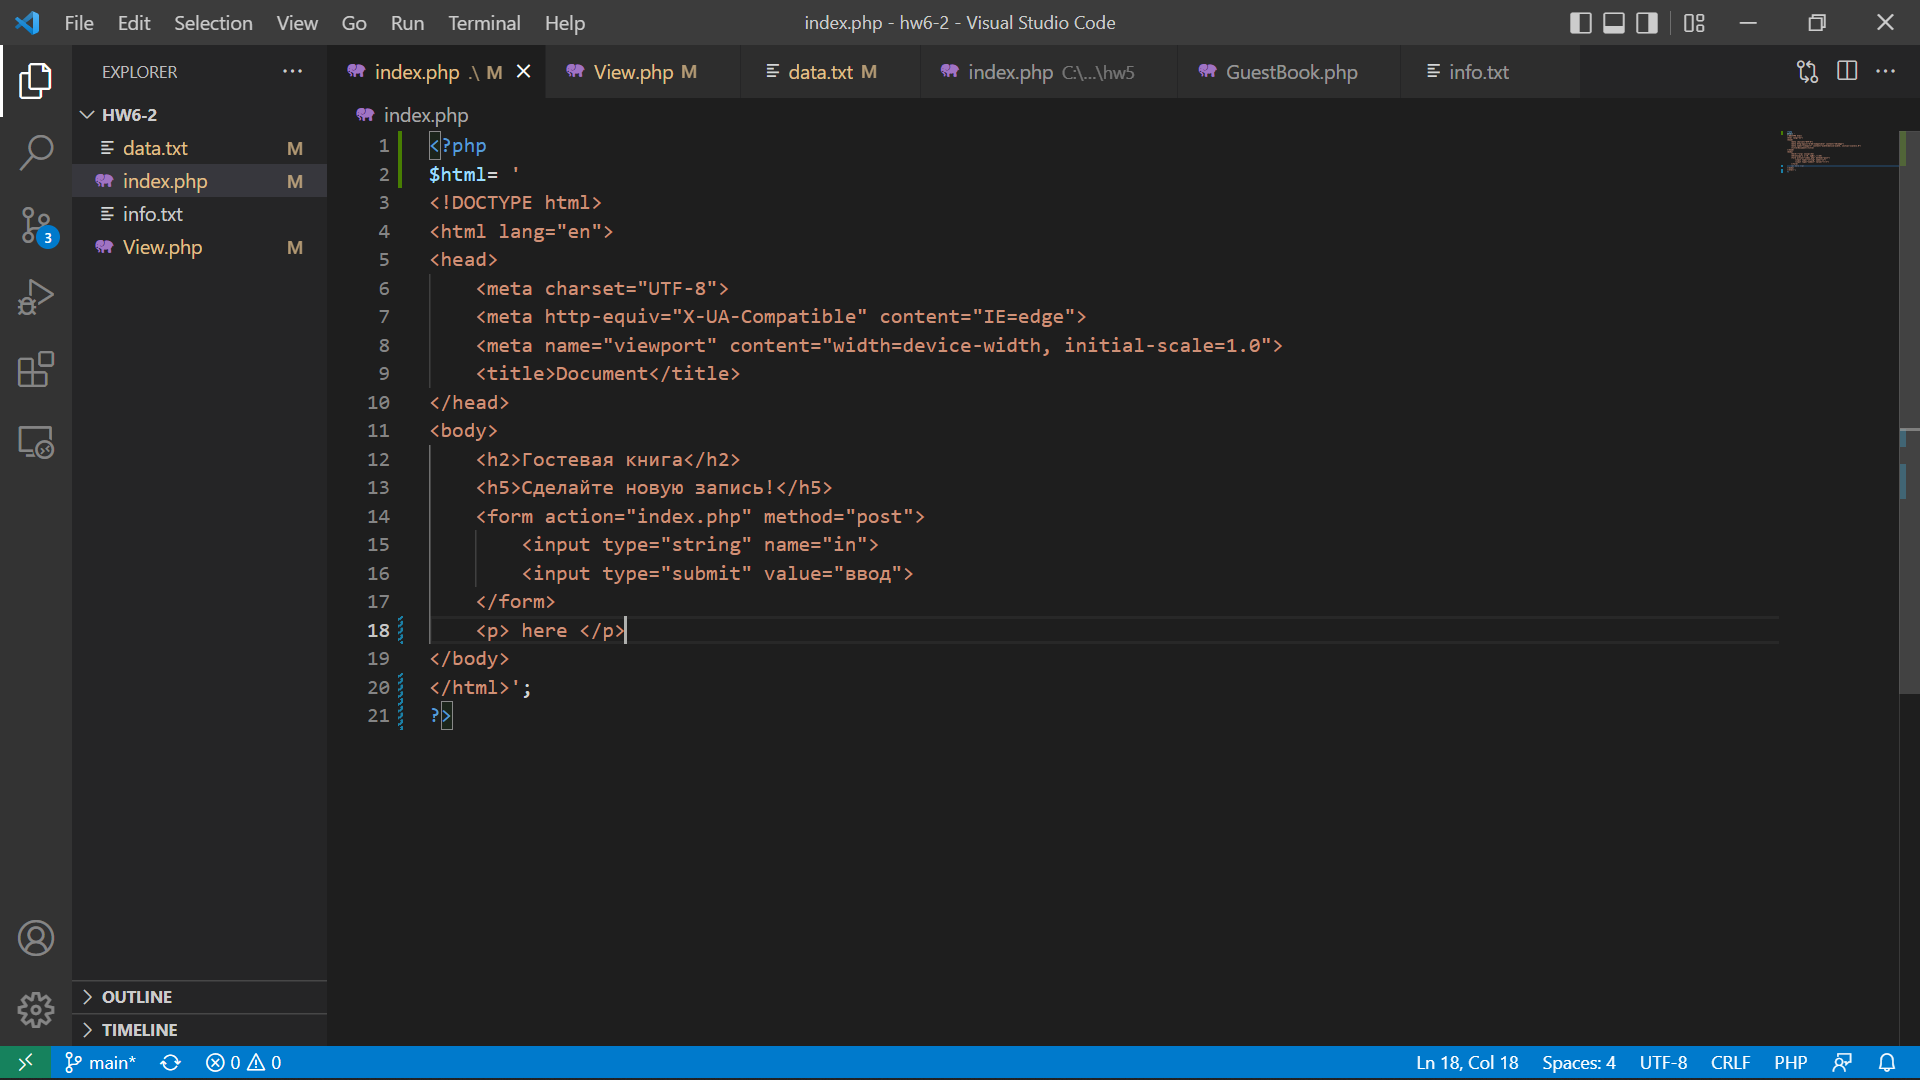 File Edit Selection View Go Run Terminal Help
index.php - hw6-2 - Visual Studio Code
EXPLORER
HW6-2
data.txt M
index.php M
info.txt
View.php M
3
OUTLINE
TIMELINE
index.php .\ M
View.php M
data.txt M
index.php C:\...\hw5
GuestBook.php
info.txt
index.php
1 <?php
2 $html= '
3 <!DOCTYPE html>
4 <html lang="en">
5 <head>
6 <meta charset="UTF-8">
7 <meta http-equiv="X-UA-Compatible" content="IE=edge">
8 <meta name="viewport" content="width=device-width, initial-scale=1.0">
9 <title>Document</title>
10 </head>
11 <body>
12 <h2>Гостевая книга</h2>
13 <h5>Сделайте новую запись!</h5>
14 <form action="index.php" method="post">
15 <input type="string" name="in">
16 <input type="submit" value="ввод">
17 </form>
18 <p> here </p>
19 </body>
20 </html>';
21 ?>
main* 0 0
Ln 18, Col 18 Spaces: 4 UTF-8 CRLF PHP